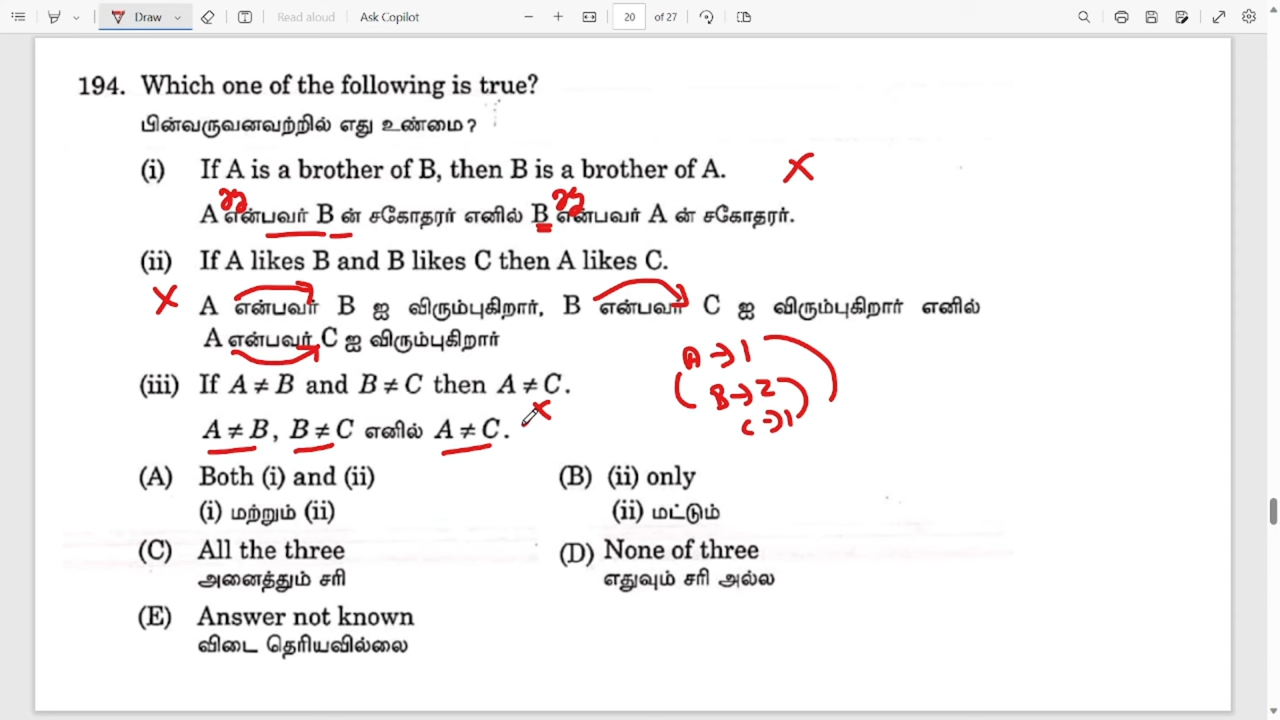 Draw
Read aloud
Ask Copilot
20 of 27
194. Which one of the following is true?
பின்வருவனவற்றில் எது உண்மை?
(i) If A is a brother of B, then B is a brother of A.
A என்பவர் B ன் சகோதரர் எனில் B என்பவர் A ன் சகோதரர்.
(ii) If A likes B and B likes C then A likes C.
A என்பவர் B ஐ விரும்புகிறார், B என்பவர் C ஐ விரும்புகிறார் எனில்
A என்பவர் C ஐ விரும்புகிறார்
A → 1
B → 2
C → 1
(iii) If A ≠ B and B ≠ C then A ≠ C.
A ≠ B, B ≠ C எனில் A ≠ C.
(A) Both (i) and (ii)
(i) மற்றும் (ii)
(B) (ii) only
(ii) மட்டும்
(C) All the three
அனைத்தும் சரி
(D) None of three
எதுவும் சரி அல்ல
(E) Answer not known
விடை தெரியவில்லை